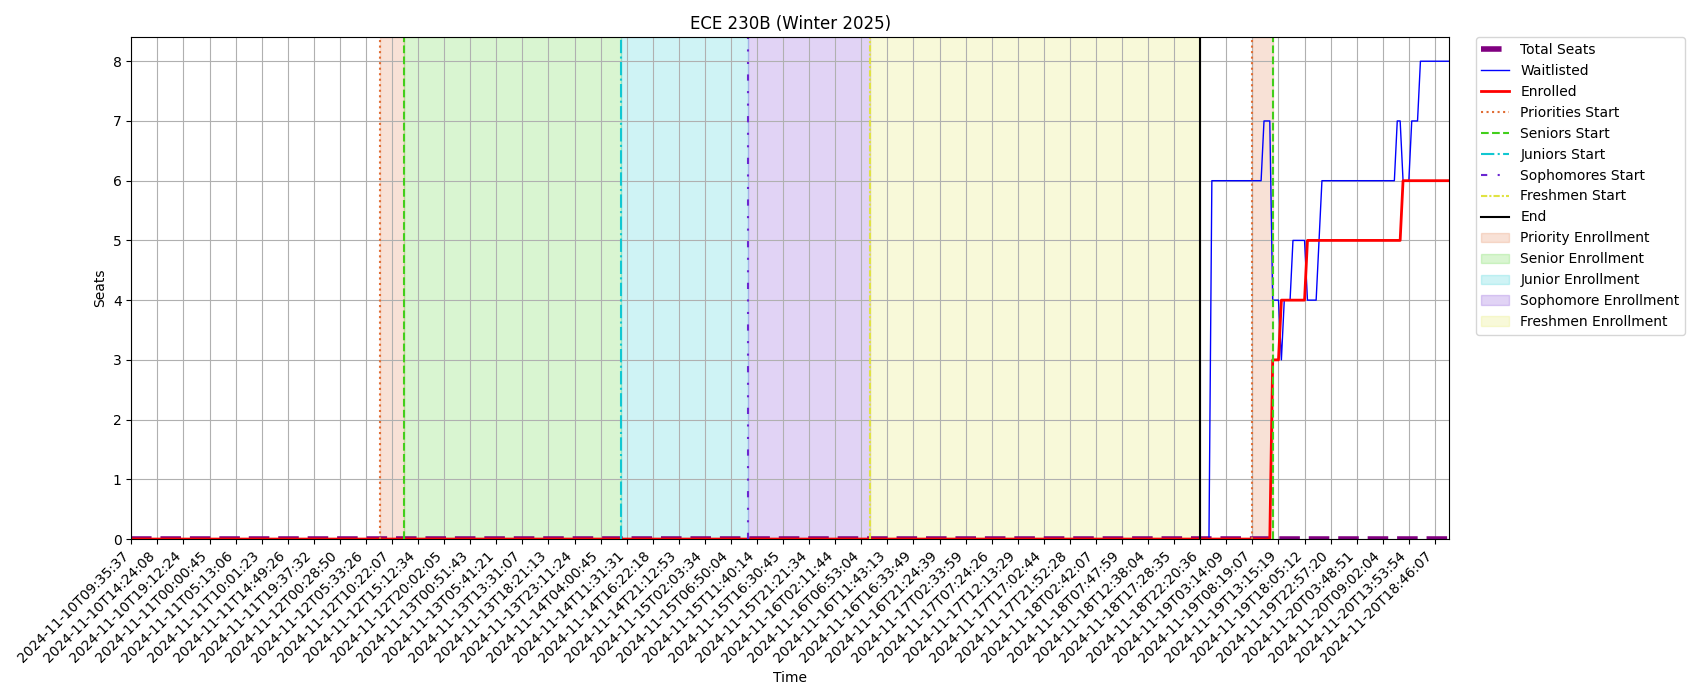 ECE 230B (Winter 2025)
Seats
8
7
6
5
4
3
2
1
0
2024-11-10T09:35:37
2024-11-10T14:24:08
2024-11-10T19:12:24
2024-11-11T00:00:45
2024-11-11T05:13:06
2024-11-11T10:01:23
2024-11-11T14:49:26
2024-11-11T19:37:32
2024-11-12T00:28:50
2024-11-12T05:33:26
2024-11-12T10:22:07
2024-11-12T15:12:34
2024-11-12T20:02:05
2024-11-13T00:51:43
2024-11-13T05:41:21
2024-11-13T13:31:07
2024-11-13T18:21:13
2024-11-13T23:11:24
2024-11-14T04:00:45
2024-11-14T11:31:31
2024-11-14T16:22:18
2024-11-14T21:12:53
2024-11-15T02:03:34
2024-11-15T06:50:04
2024-11-15T11:40:14
2024-11-15T16:30:45
2024-11-15T21:21:34
2024-11-16T02:11:44
2024-11-16T06:53:04
2024-11-16T11:43:13
2024-11-16T16:33:49
2024-11-16T21:24:39
2024-11-17T02:33:59
2024-11-17T07:24:26
2024-11-17T12:13:29
2024-11-17T17:02:44
2024-11-17T21:52:28
2024-11-18T02:42:07
2024-11-18T07:47:59
2024-11-18T12:38:04
2024-11-18T17:28:35
2024-11-18T22:20:36
2024-11-19T03:14:09
2024-11-19T08:19:07
2024-11-19T13:15:19
2024-11-19T18:05:12
2024-11-19T22:57:20
2024-11-20T03:48:51
2024-11-20T09:02:04
2024-11-20T13:53:54
2024-11-20T18:46:07
Time
Total Seats
Waitlisted
Enrolled
Priorities Start
Seniors Start
Juniors Start
Sophomores Start
Freshmen Start
End
Priority Enrollment
Senior Enrollment
Junior Enrollment
Sophomore Enrollment
Freshmen Enrollment